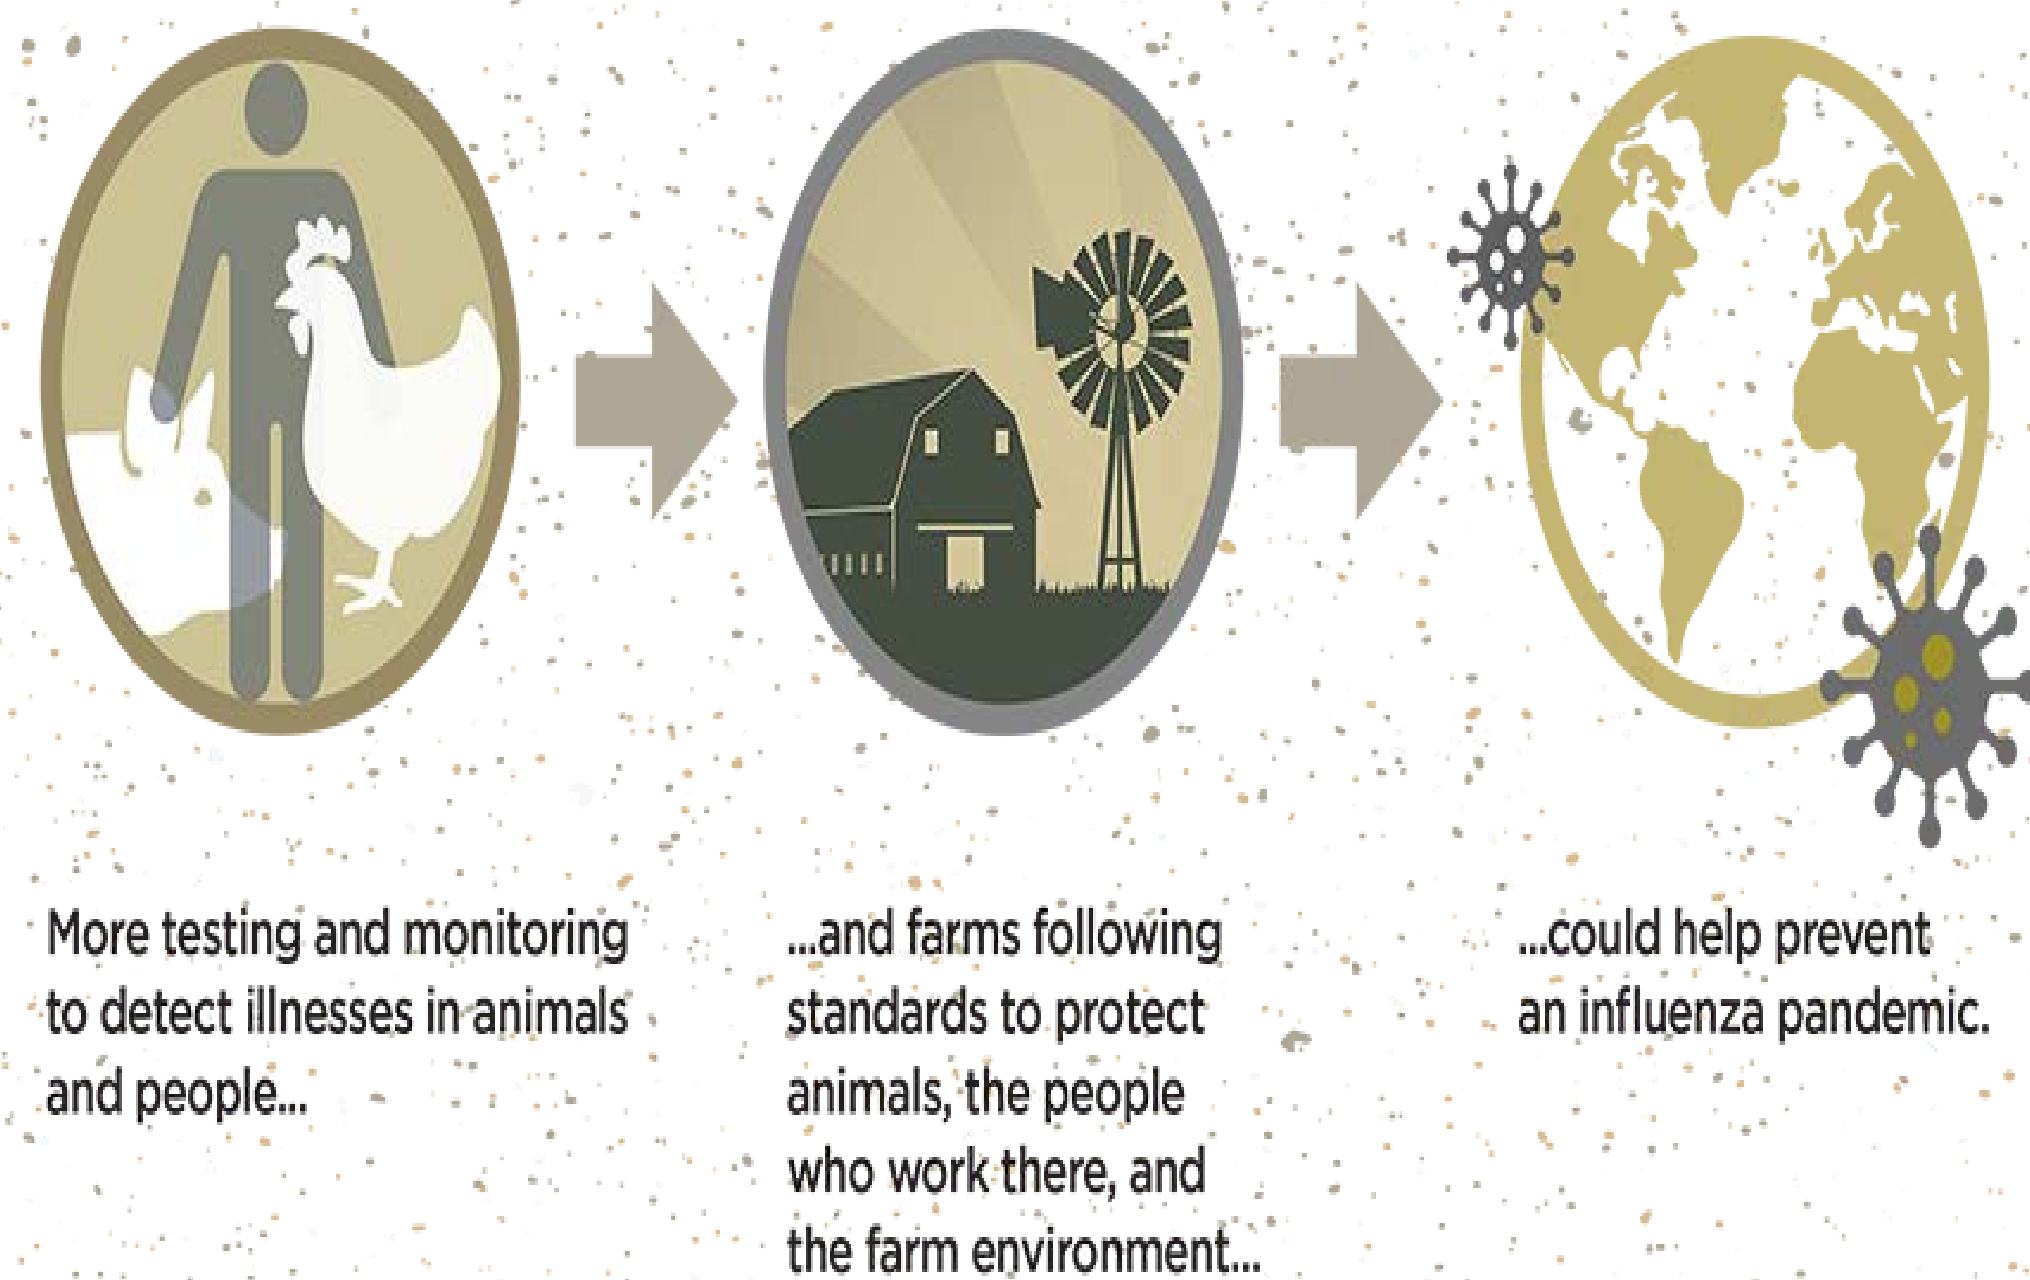 More testing and monitoring
to detect illnesses in animals
and people...
...and farms following
standards to protect
animals, the people
who work there, and
the farm environment...
...could help prevent
an influenza pandemic.